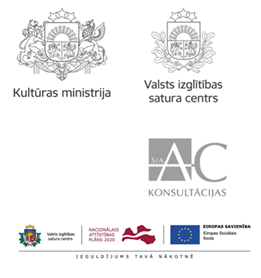 Kultūras ministrija
Valsts izglītības
satura centrs
SIA
A-C
KONSULTĀCIJAS
Valsts izglītības
satura centrs
NACIONĀLAIS
ATTĪSTĪBAS
PLĀNS 2020
EIROPAS SAVIENĪBA
Eiropas Sociālais
fonds
IEGULDĪJUMS TAVĀ NĀKOTNĒ